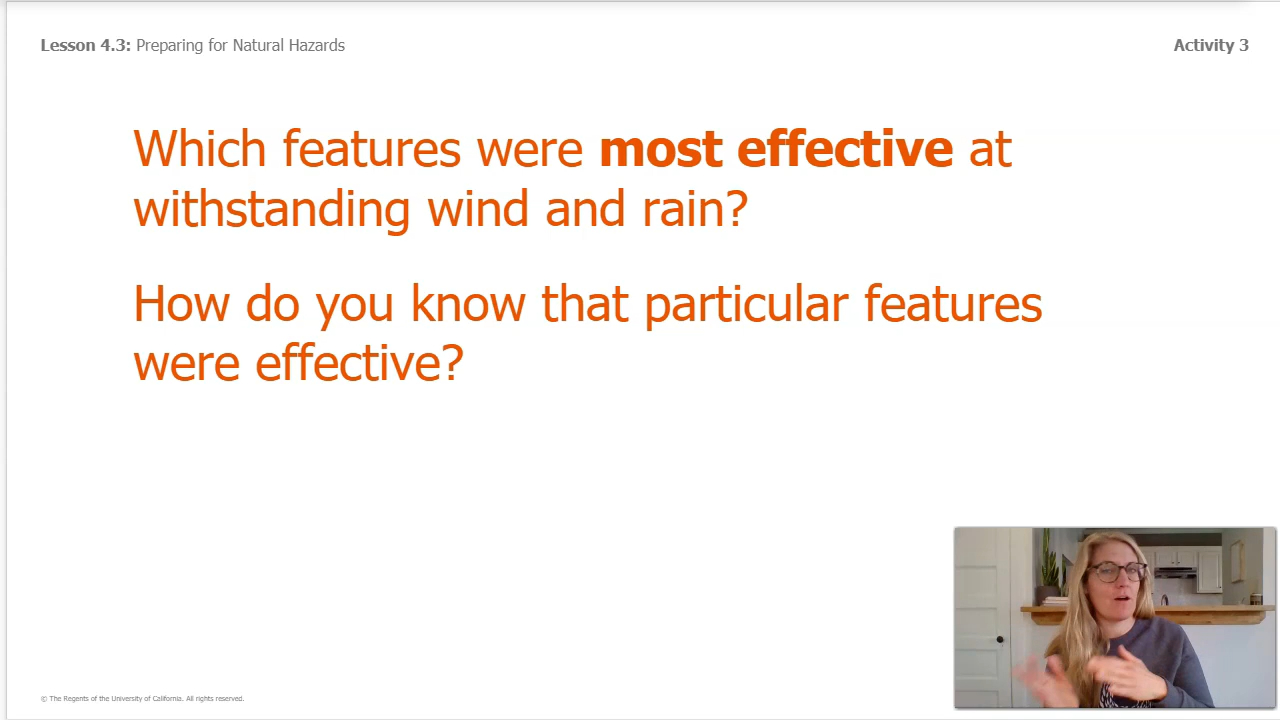 Lesson 4.3: Preparing for Natural Hazards
Activity 3
Which features were most effective at
withstanding wind and rain?
How do you know that particular features
were effective?
© The Regents of the University of California. All rights reserved.